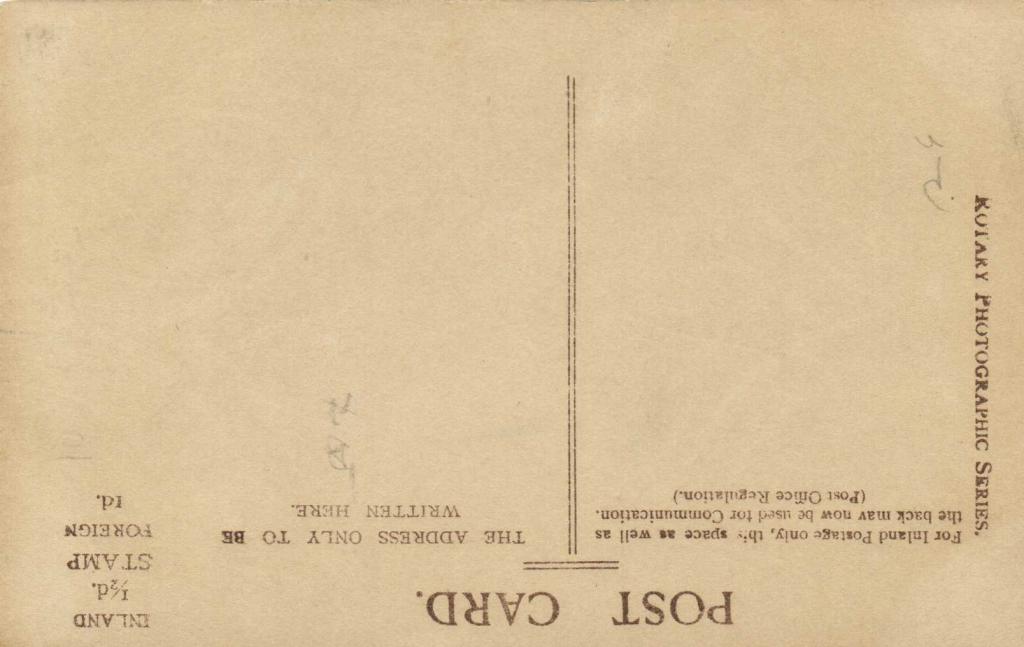 POST CARD.
For Inland Postage only, this space as well as
the back may now be used for Communication.
(Post Office Regulation.)
THE ADDRESS ONLY TO BE
WRITTEN HERE.
INLAND
½d.
STAMP
FOREIGN
1d.
ROTARY PHOTOGRAPHIC SERIES.